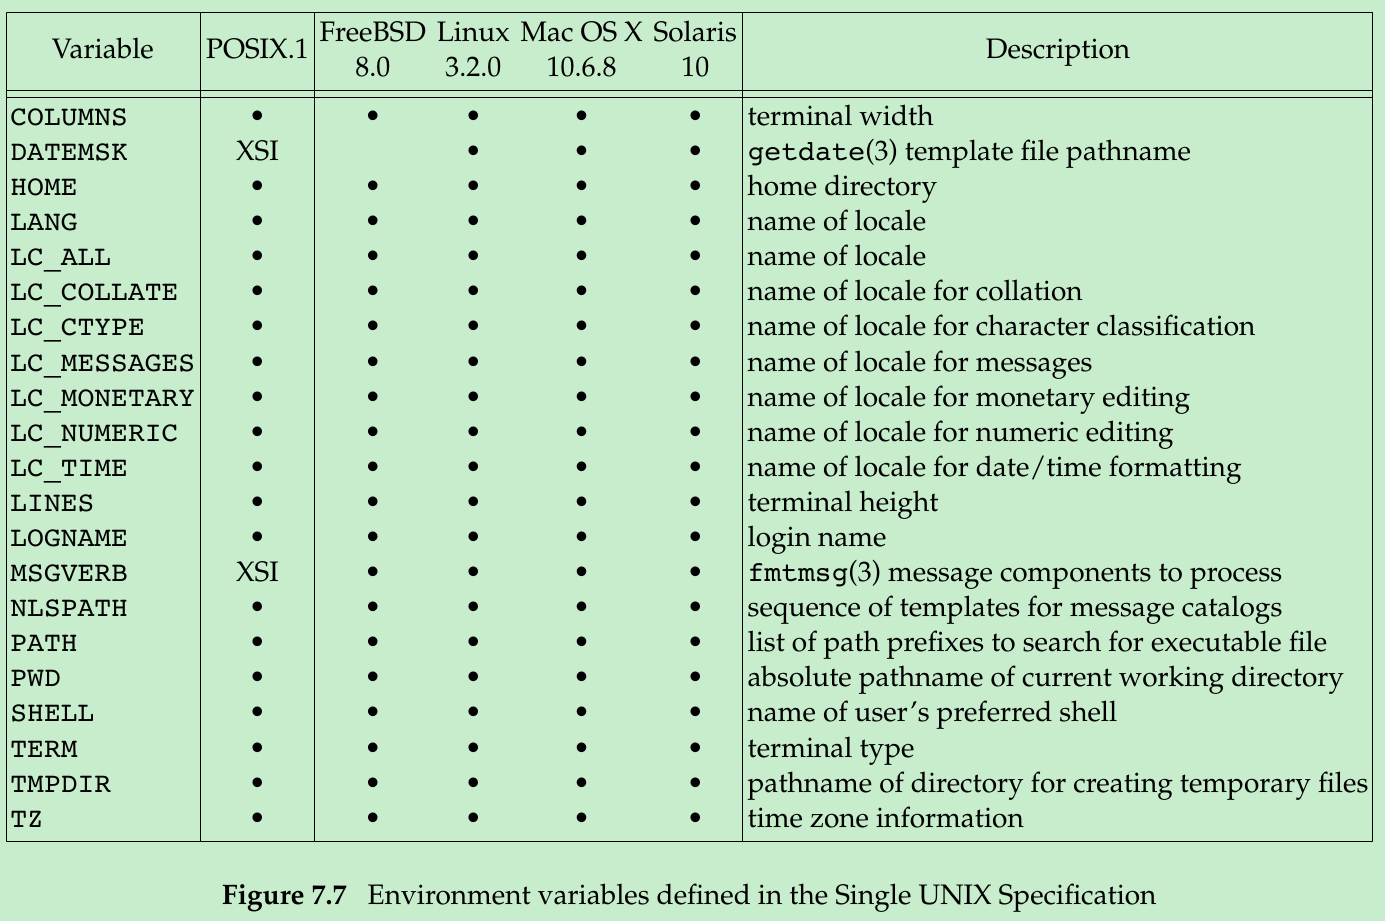 Variable POSIX.1 FreeBSD 8.0 Linux 3.2.0 Mac OS X 10.6.8 Solaris 10 Description
COLUMNS • • • • • terminal width
DATEMSK XSI • • • getdate(3) template file pathname
HOME • • • • • home directory
LANG • • • • • name of locale
LC_ALL • • • • • name of locale
LC_COLLATE • • • • • name of locale for collation
LC_CTYPE • • • • • name of locale for character classification
LC_MESSAGES • • • • • name of locale for messages
LC_MONETARY • • • • • name of locale for monetary editing
LC_NUMERIC • • • • • name of locale for numeric editing
LC_TIME • • • • • name of locale for date/time formatting
LINES • • • • • terminal height
LOGNAME • • • • • login name
MSGVERB XSI • • • • fmtmsg(3) message components to process
NLSPATH • • • • • sequence of templates for message catalogs
PATH • • • • • list of path prefixes to search for executable file
PWD • • • • • absolute pathname of current working directory
SHELL • • • • • name of user's preferred shell
TERM • • • • • terminal type
TMPDIR • • • • • pathname of directory for creating temporary files
TZ • • • • • time zone information
Figure 7.7 Environment variables defined in the Single UNIX Specification